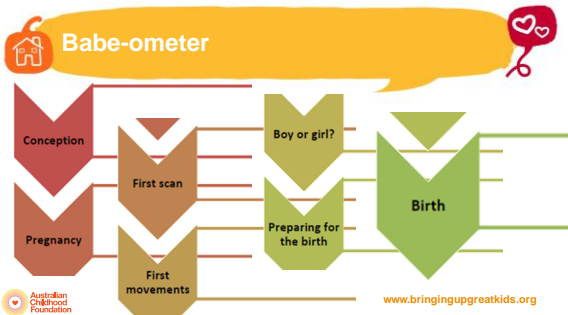 Babe-ometer
Conception
Pregnancy
First scan
First
movements
Boy or girl?
Preparing for
the birth
Birth
Australian
Childhood
Foundation
www.bringingupgreatkids.org